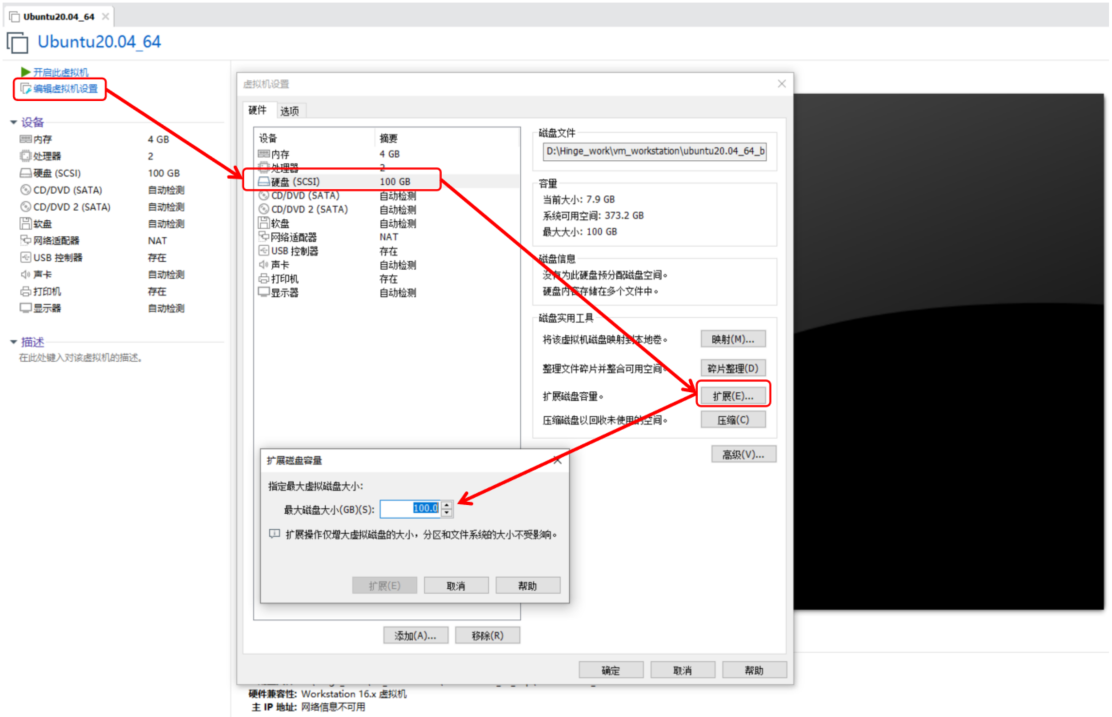 Ubuntu20.04_64
Ubuntu20.04_64
开启此虚拟机
编辑虚拟机设置
设备
内存 4 GB
处理器 2
硬盘 (SCSI) 100 GB
CD/DVD (SATA) 自动检测
CD/DVD 2 (SATA) 自动检测
软盘 自动检测
网络适配器 NAT
USB 控制器 存在
声卡 自动检测
打印机 存在
显示器 自动检测
描述
在此处键入对该虚拟机的描述。
虚拟机设置
硬件 选项
设备 摘要
内存 4 GB
处理器 2
硬盘 (SCSI) 100 GB
CD/DVD (SATA) 自动检测
CD/DVD 2 (SATA) 自动检测
软盘 自动检测
网络适配器 NAT
USB 控制器 存在
声卡 自动检测
打印机 存在
显示器 自动检测
磁盘文件
D:\Hinge_work\vm_workstation\ubuntu20.04_64_b
容量
当前大小: 7.9 GB
系统可用空间: 373.2 GB
最大大小: 100 GB
磁盘信息
没有为此硬盘预分配磁盘空间。
硬盘内容存储在多个文件中。
磁盘实用工具
将该虚拟机磁盘映射到本地卷。 映射(M)...
整理文件碎片并整合可用空间。 碎片整理(D)
扩展磁盘容量。 扩展(E)...
压缩磁盘以回收未使用的空间。 压缩(C)
高级(V)...
扩展磁盘容量
指定最大虚拟磁盘大小:
最大磁盘大小(GB)(S): 100.0
扩展操作仅增大虚拟磁盘的大小，分区和文件系统的大小不受影响。
扩展(E) 取消 帮助
添加(A)... 移除(R)
确定 取消 帮助
硬件兼容性: Workstation 16.x 虚拟机
主 IP 地址: 网络信息不可用